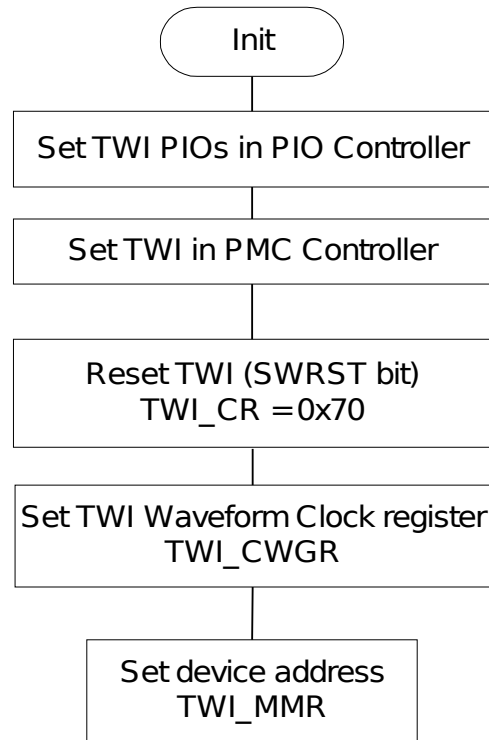 Init
Set TWI PIOs in PIO Controller
Set TWI in PMC Controller
Reset TWI (SWRST bit)
TWI_CR = 0x70
Set TWI Waveform Clock register
TWI_CWGR
Set device address
TWI_MMR